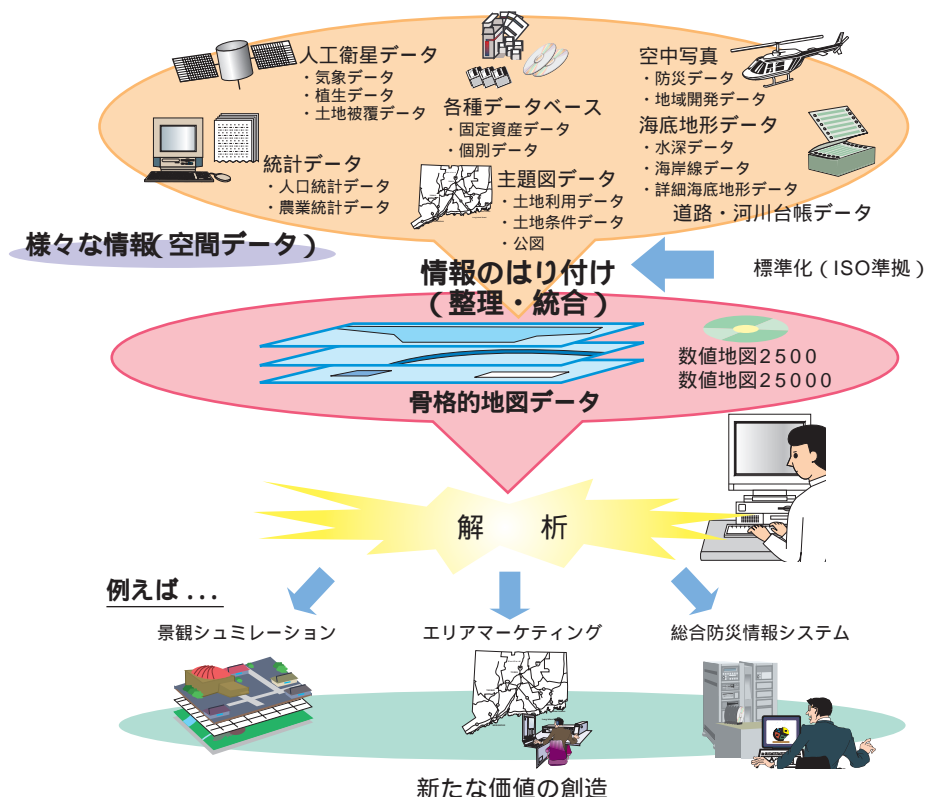 人工衛星データ
・気象データ
・植生データ
・土地被覆データ
各種データベース
・固定資産データ
・個別データ
空中写真
・防災データ
・地域開発データ
海底地形データ
・水深データ
・海岸線データ
・詳細海底地形データ
道路・河川台帳データ
統計データ
・人口統計データ
・農業統計データ
主題図データ
・土地利用データ
・土地条件データ
・公図
様々な情報(空間データ)
情報のはり付け
(整理・統合)
標準化(ISO準拠)
数値地図2500
数値地図25000
骨格的地図データ
解 析
例えば...
景観シュミレーション
エリアマーケティング
総合防災情報システム
新たな価値の創造